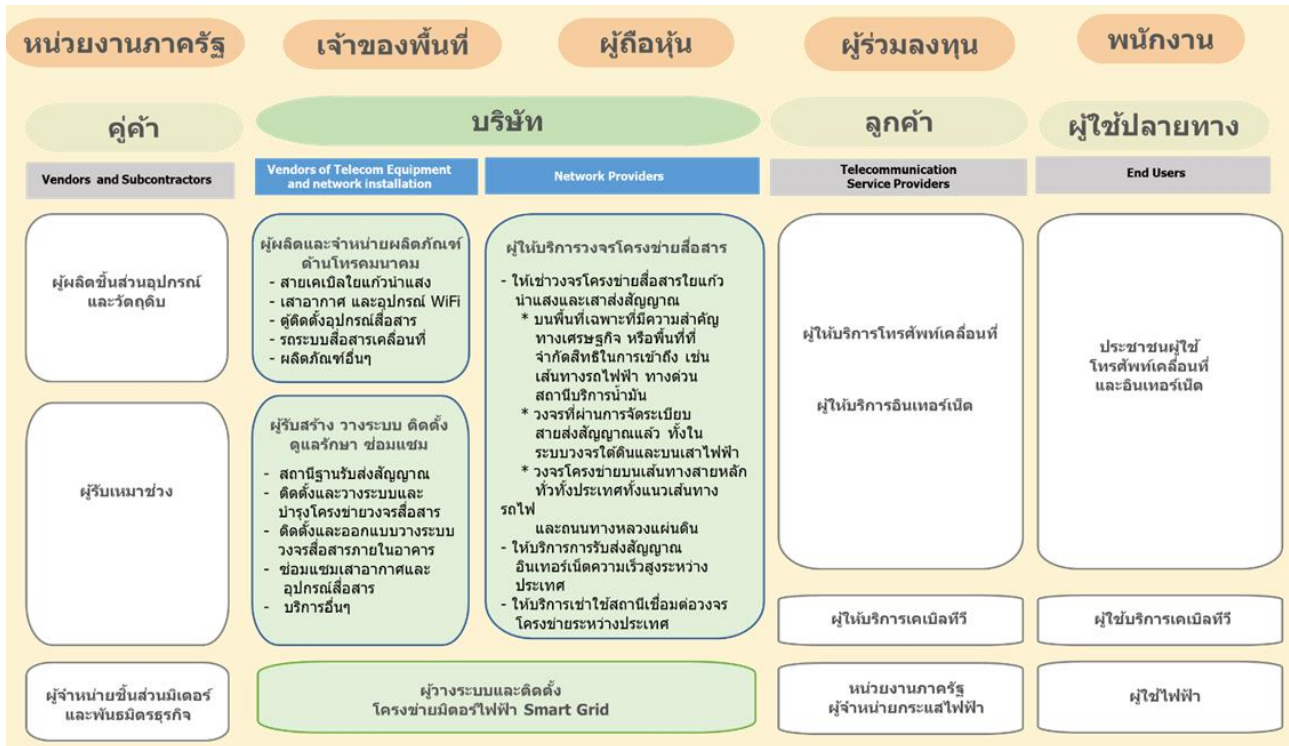 หน่วยงานภาครัฐ
เจ้าของพื้นที่
ผู้ถือหุ้น
ผู้ร่วมลงทุน
พนักงาน
คู่ค้า
บริษัท
ลูกค้า
ผู้ใช้ปลายทาง
Vendors and Subcontractors
Vendors of Telecom Equipment
and network installation
Network Providers
Telecommunication
Service Providers
End Users
ผู้ผลิตชิ้นส่วนอุปกรณ์
และวัตถุดิบ
ผู้รับเหมาช่วง
ผู้จำหน่ายชิ้นส่วนมิเตอร์
และพันธมิตรธุรกิจ
ผู้ผลิตและจำหน่ายผลิตภัณฑ์
ด้านโทรคมนาคม
- สายเคเบิลใยแก้วนำแสง
- เสาอากาศ และอุปกรณ์ WiFi
- ตู้ติดตั้งอุปกรณ์สื่อสาร
- รถระบบสื่อสารเคลื่อนที่
- ผลิตภัณฑ์อื่นๆ
ผู้รับสร้าง วางระบบ ติดตั้ง
ดูแลรักษา ซ่อมแซม
- สถานีฐานรับส่งสัญญาณ
- ติดตั้งและวางระบบและ
บำรุงโครงข่ายวงจรสื่อสาร
- ติดตั้งและออกแบบวางระบบ
วงจรสื่อสารภายในอาคาร
- ซ่อมแซมเสาอากาศและ
อุปกรณ์สื่อสาร
- บริการอื่นๆ
ผู้ให้บริการวงจรโครงข่ายสื่อสาร
- ให้เช่าวงจรโครงข่ายสื่อสารใยแก้ว
นำแสงและเสาส่งสัญญาณ
* บนพื้นที่เฉพาะที่มีความสำคัญ
ทางเศรษฐกิจ หรือพื้นที่ที่
จำกัดสิทธิในการเข้าถึง เช่น
เส้นทางรถไฟฟ้า ทางด่วน
สถานีบริการน้ำมัน
* วงจรที่ผ่านการจัดระเบียบ
สายส่งสัญญาณแล้ว ทั้งใน
ระบบวงจรใต้ดินและบนเสาไฟฟ้า
* วงจรโครงข่ายบนเส้นทางสายหลัก
ทั่วทั้งประเทศทั้งแนวเส้นทาง
รถไฟ
และถนนทางหลวงแผ่นดิน
- ให้บริการการรับส่งสัญญาณ
อินเทอร์เน็ตความเร็วสูงระหว่าง
ประเทศ
- ให้บริการเช่าใช้สถานีเชื่อมต่อวงจร
โครงข่ายระหว่างประเทศ
ผู้วางระบบและติดตั้ง
โครงข่ายมิตอร์ไฟฟ้า Smart Grid
ผู้ให้บริการโทรศัพท์เคลื่อนที่
ผู้ให้บริการอินเทอร์เน็ต
ผู้ให้บริการเคเบิลทีวี
หน่วยงานภาครัฐ
ผู้จำหน่ายกระแสไฟฟ้า
ประชาชนผู้ใช้
โทรศัพท์เคลื่อนที่
และอินเทอร์เน็ต
ผู้ใช้บริการเคเบิลทีวี
ผู้ใช้ไฟฟ้า